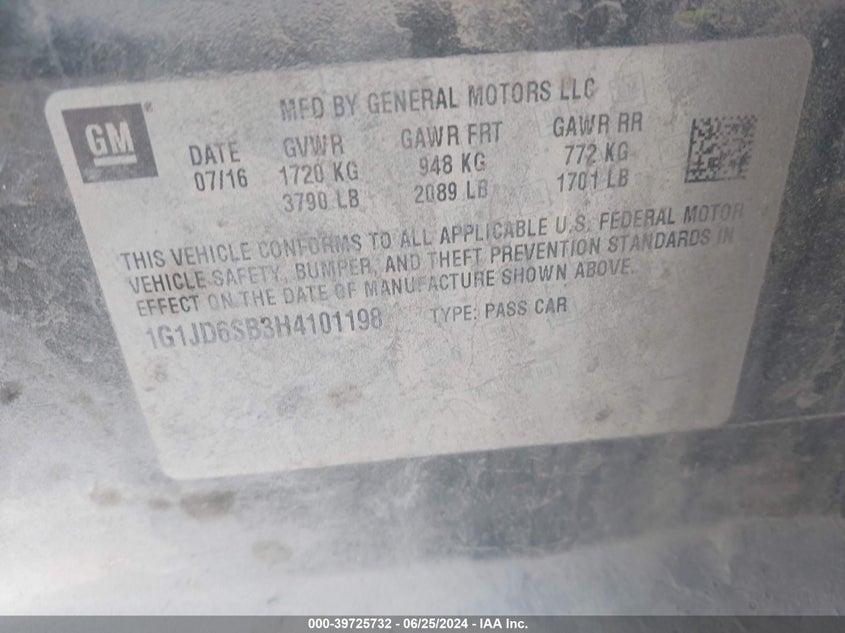 GM®
MFD BY GENERAL MOTORS LLC
DATE GVWR GAWR FRT GAWR RR
07/16 1720 KG 948 KG 772 KG
3790 LB 2089 LB 1701 LB
THIS VEHICLE CONFORMS TO ALL APPLICABLE U.S. FEDERAL MOTOR
VEHICLE SAFETY, BUMPER, AND THEFT PREVENTION STANDARDS IN
EFFECT ON THE DATE OF MANUFACTURE SHOWN ABOVE.
1G1JD6SB3H4101198 TYPE: PASS CAR
000-39725732 - 06/25/2024 - IAA Inc.